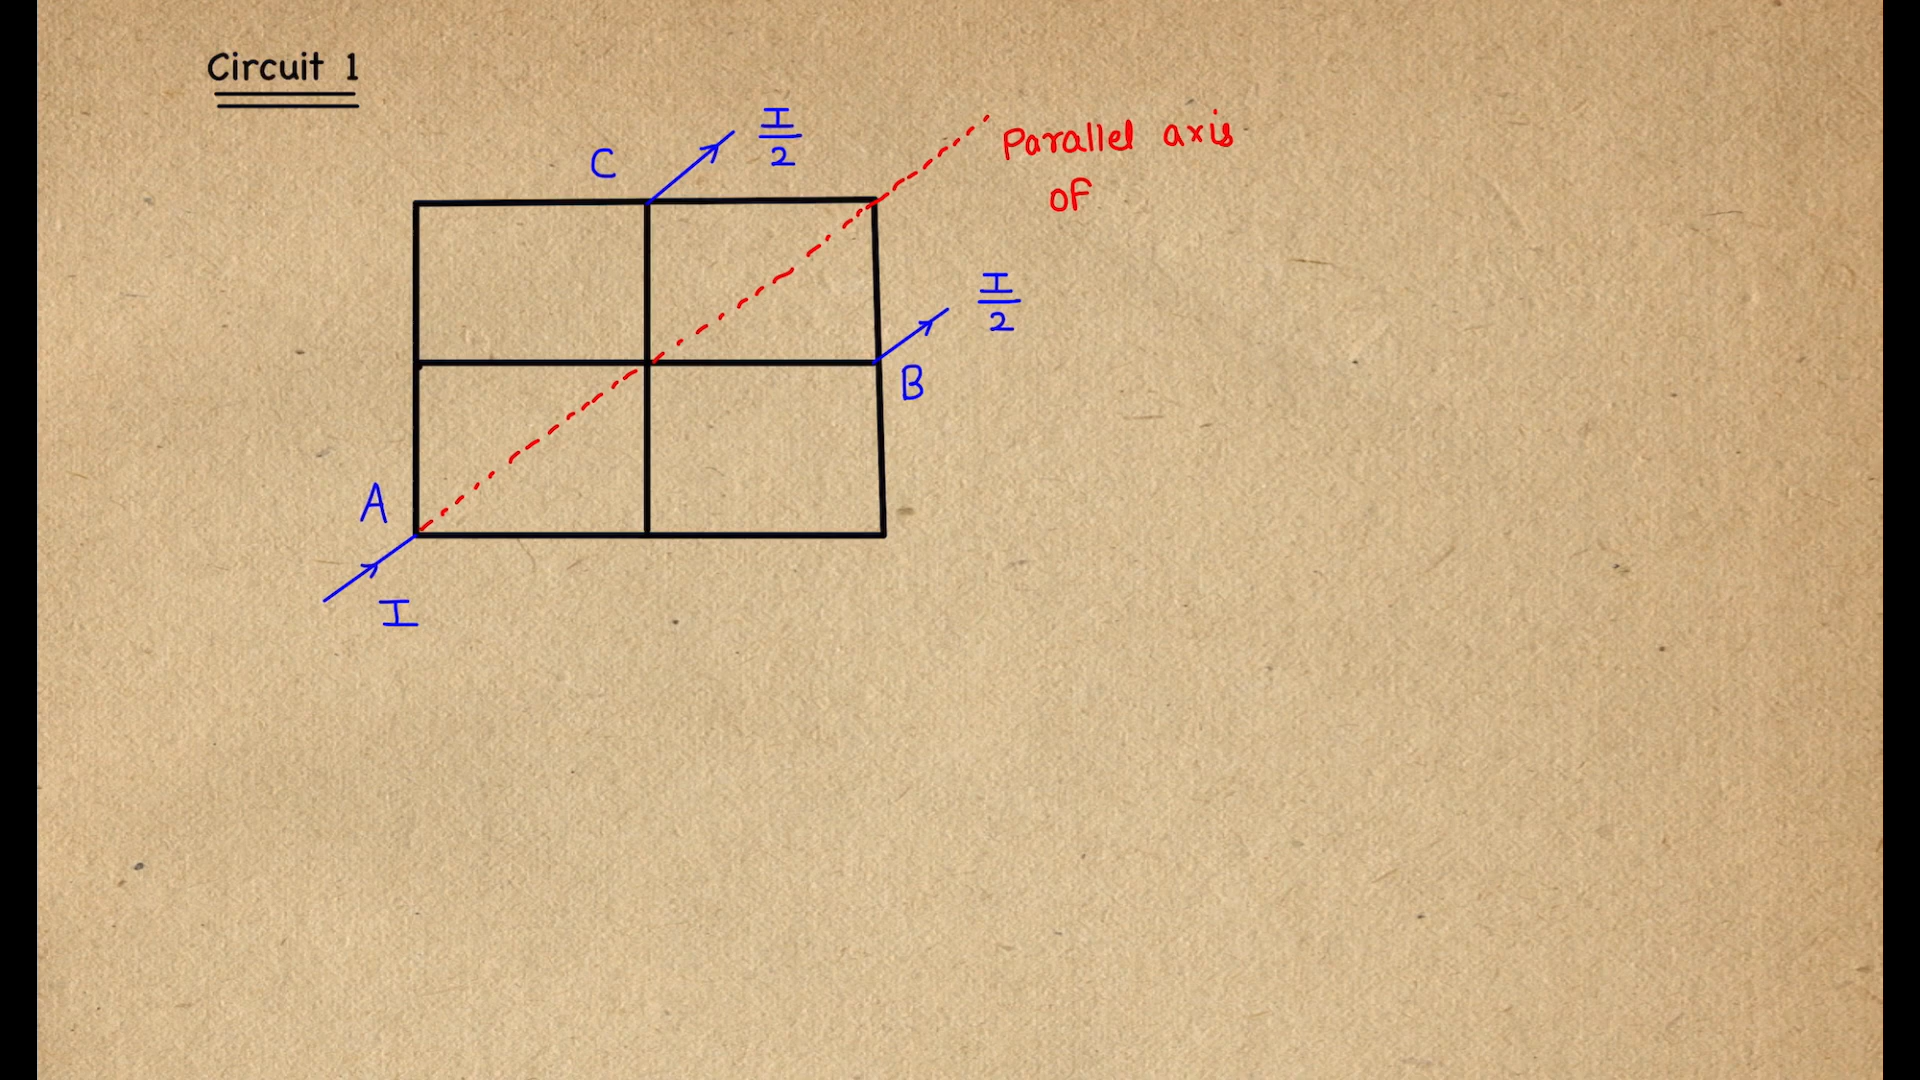 Circuit 1
C
I/2
Parallel axis
of
I/2
B
A
I